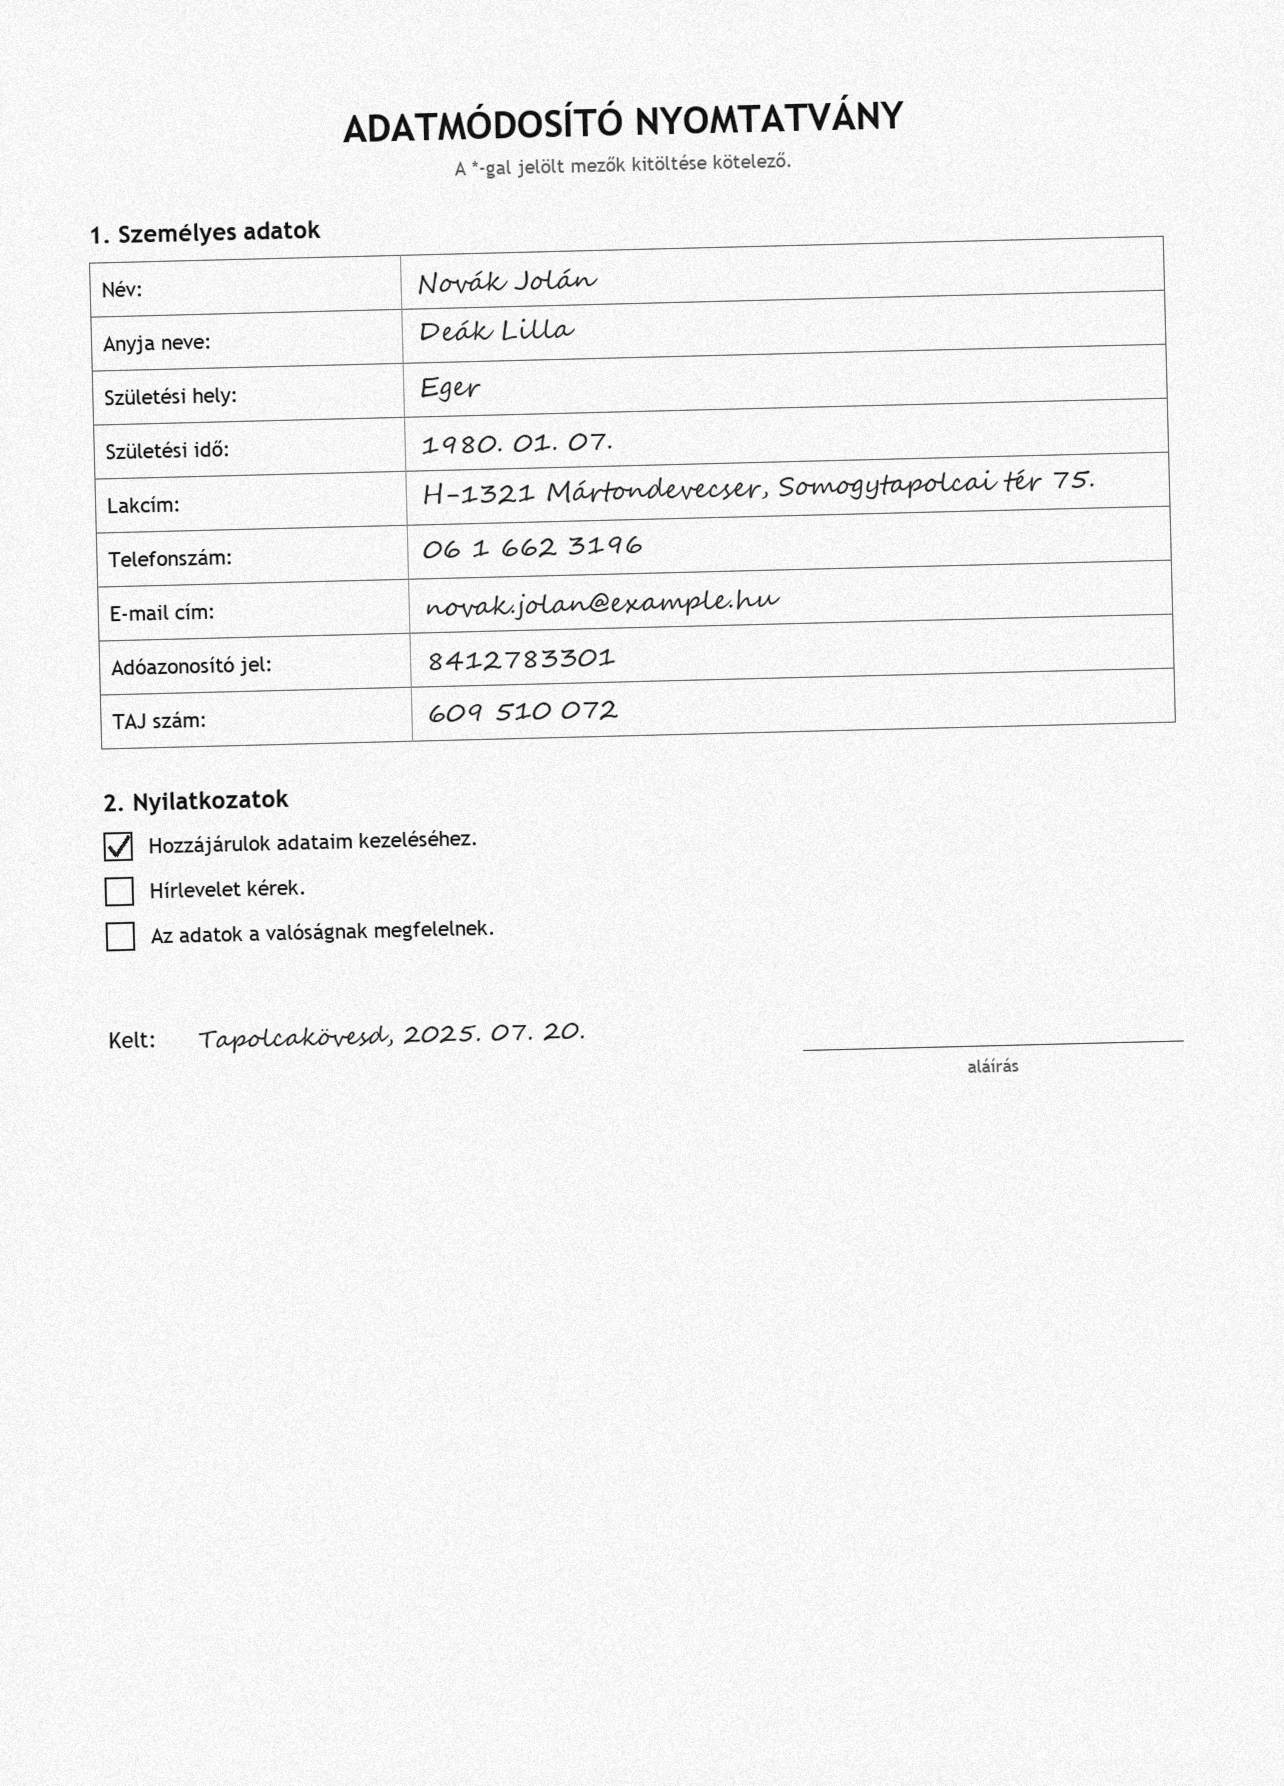 ADATMÓDOSÍTÓ NYOMTATVÁNY
A *-gal jelölt mezők kitöltése kötelező.
1. Személyes adatok
Név: Novák Jolán
Anyja neve: Deák Lilla
Születési hely: Eger
Születési idő: 1980. 01. 07.
Lakcím: H-1321 Mártondevecser, Somogytapolcai tér 75.
Telefonszám: 06 1 662 3196
E-mail cím: novak.jolan@example.hu
Adóazonosító jel: 8412783301
TAJ szám: 609 510 072
2. Nyilatkozatok
Hozzájárulok adataim kezeléséhez.
Hírlevelet kérek.
Az adatok a valóságnak megfelelnek.
Kelt: Tapolcakövesd, 2025. 07. 20.
aláírás